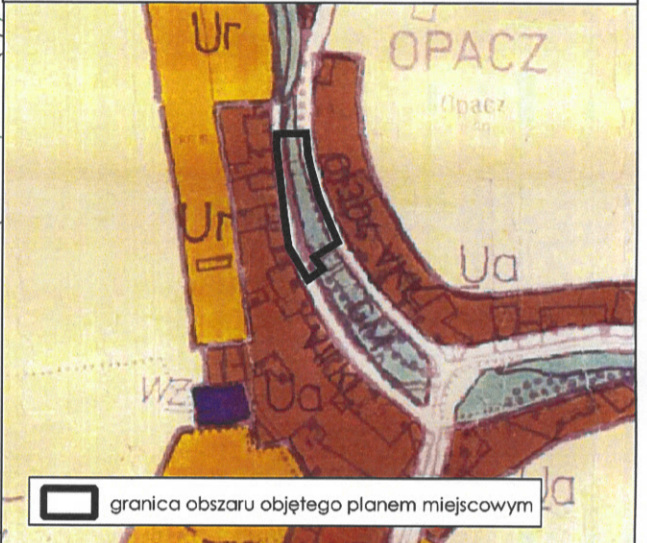 Ur
OPACZ
Opacz
Ur
Ua
WZ
Ua
Ua
granica obszaru objętego planem miejscowym